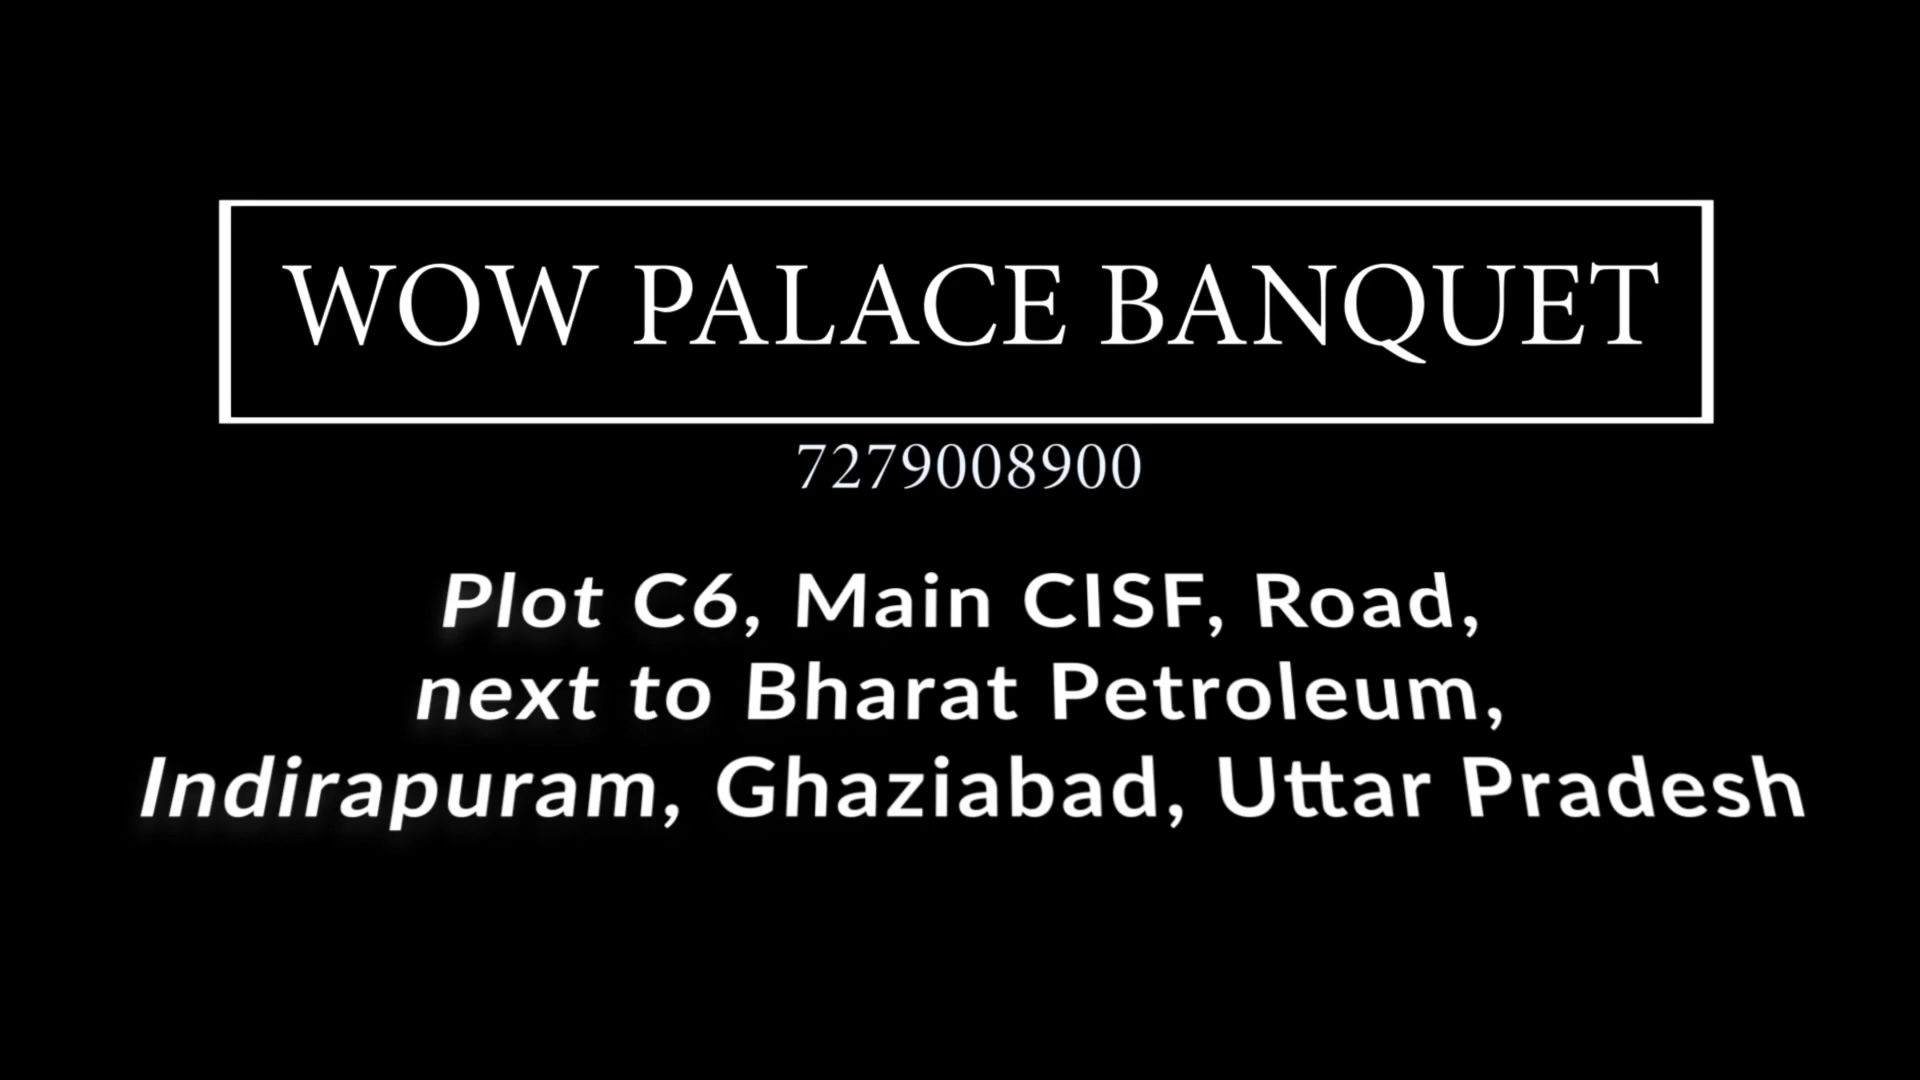 WOW PALACE BANQUET
7279008900
Plot C6, Main CISF, Road,
next to Bharat Petroleum,
Indirapuram, Ghaziabad, Uttar Pradesh